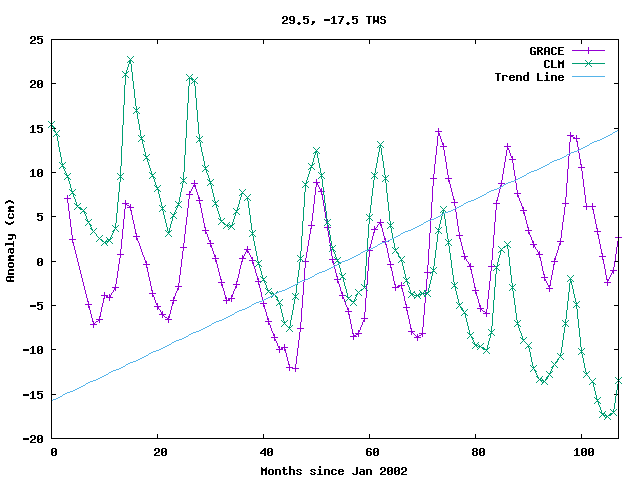 29.5, -17.5 TWS
25
20
15
10
5
0
-5
-10
-15
-20
Anomaly (cm)
GRACE
CLM
Trend Line
0 20 40 60 80 100
Months since Jan 2002